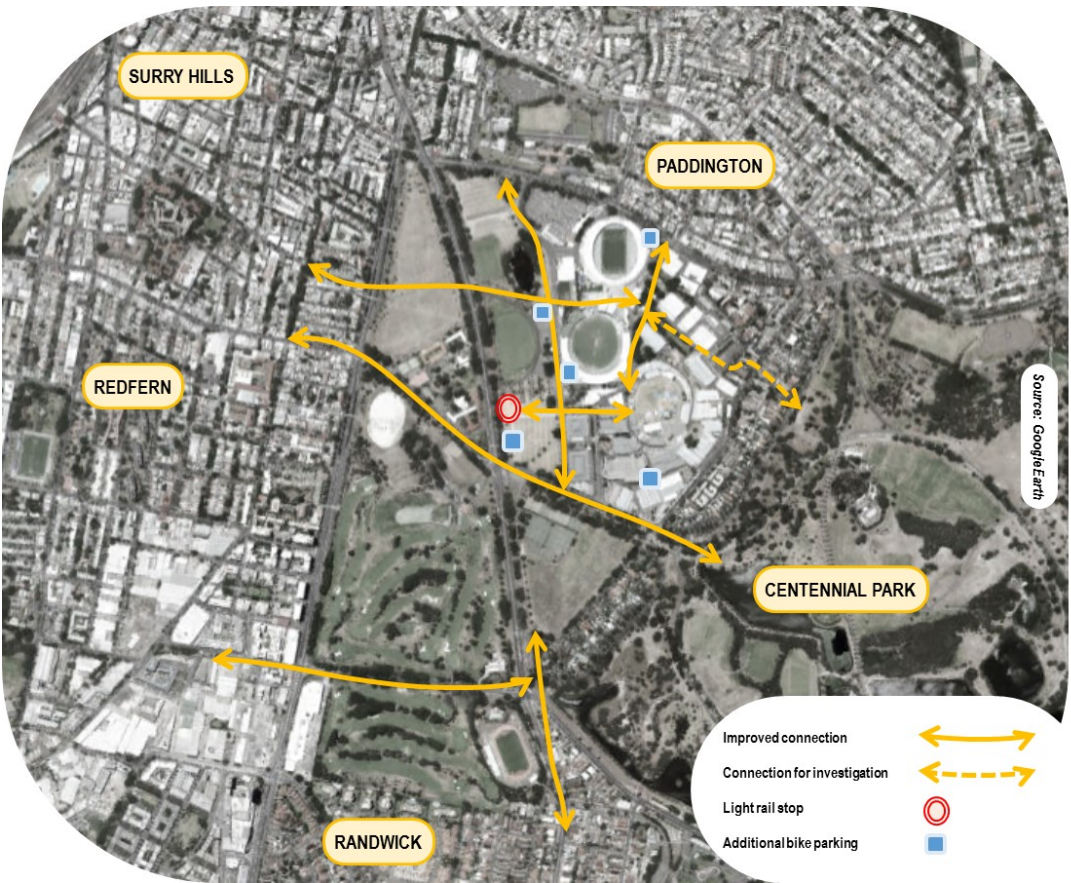 SURRY HILLS
PADDINGTON
REDFERN
Source: Google Earth
CENTENNIAL PARK
RANDWICK
Improved connection
Connection for investigation
Light rail stop
Additional bike parking